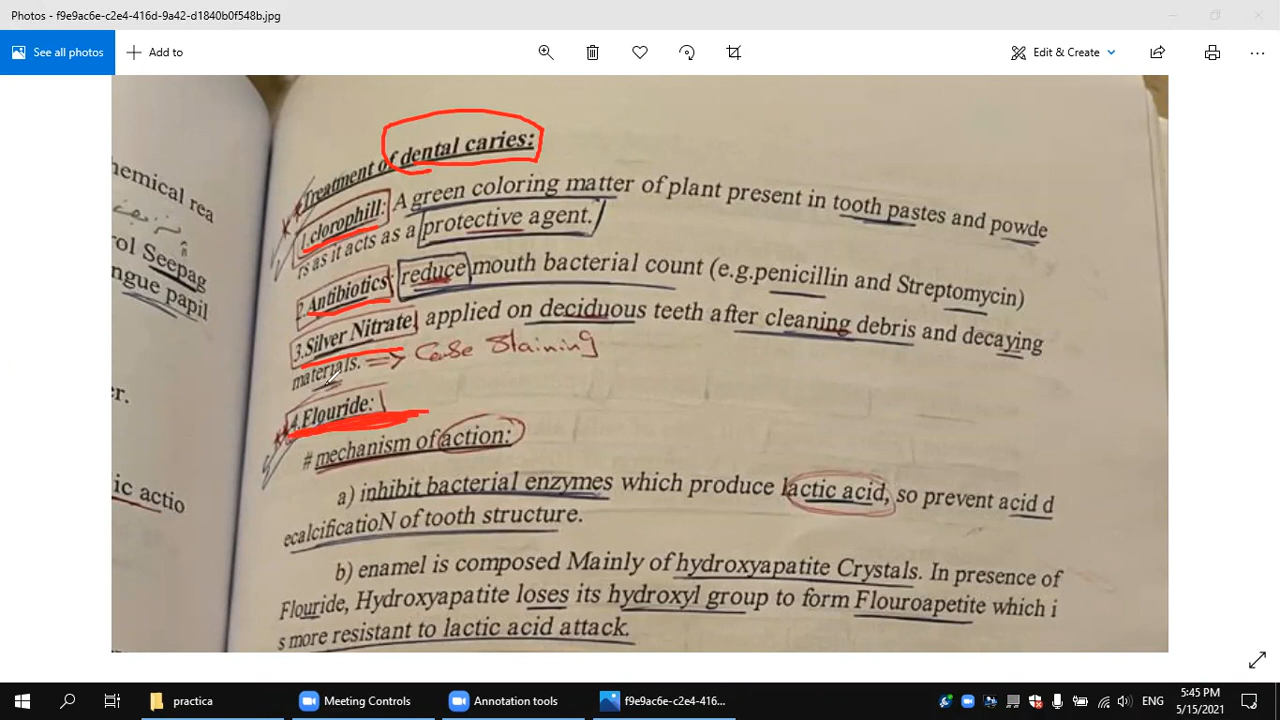 Photos - f9e9ac6e-c2e4-416d-9a42-d1840b0f548b.jpg
See all photos
Add to
Edit & Create
hemical rea
rol Seepag
ngue papil
er.
ic actio
Treatment of dental caries:
1.clorophill: A green coloring matter of plant present in tooth pastes and powde
rs as it acts as a protective agent.
2. Antibiotics: reduce mouth bacterial count (e.g.penicillin and Streptomycin)
3.Silver Nitrate applied on deciduous teeth after cleaning debris and decaying
materials. => Staining
4.Flouride:
# mechanism of action:
a) inhibit bacterial enzymes which produce lactic acid, so prevent acid d
ecalcificatioN of tooth structure.
b) enamel is composed Mainly of hydroxyapatite Crystals. In presence of
Flouride, Hydroxyapatite loses its hydroxyl group to form Flouroapetite which i
s more resistant to lactic acid attack.
practica
Meeting Controls
Annotation tools
f9e9ac6e-c2e4-416...
ENG
5:45 PM
5/15/2021